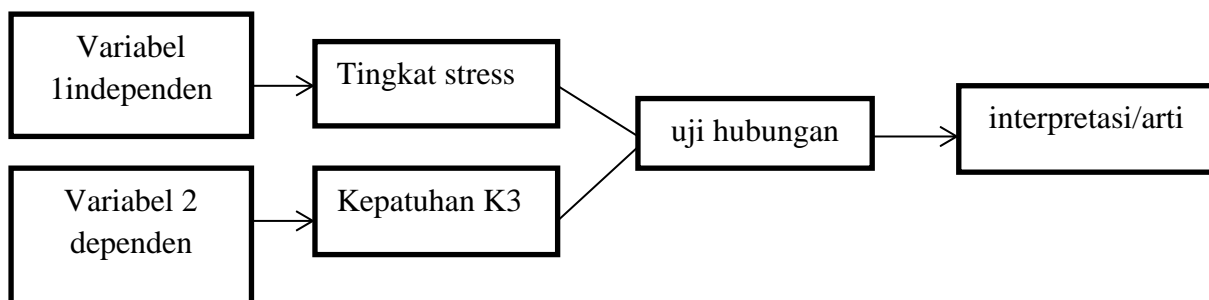 Variabel
1independen
Tingkat stress
uji hubungan
interpretasi/arti
Variabel 2
dependen
Kepatuhan K3